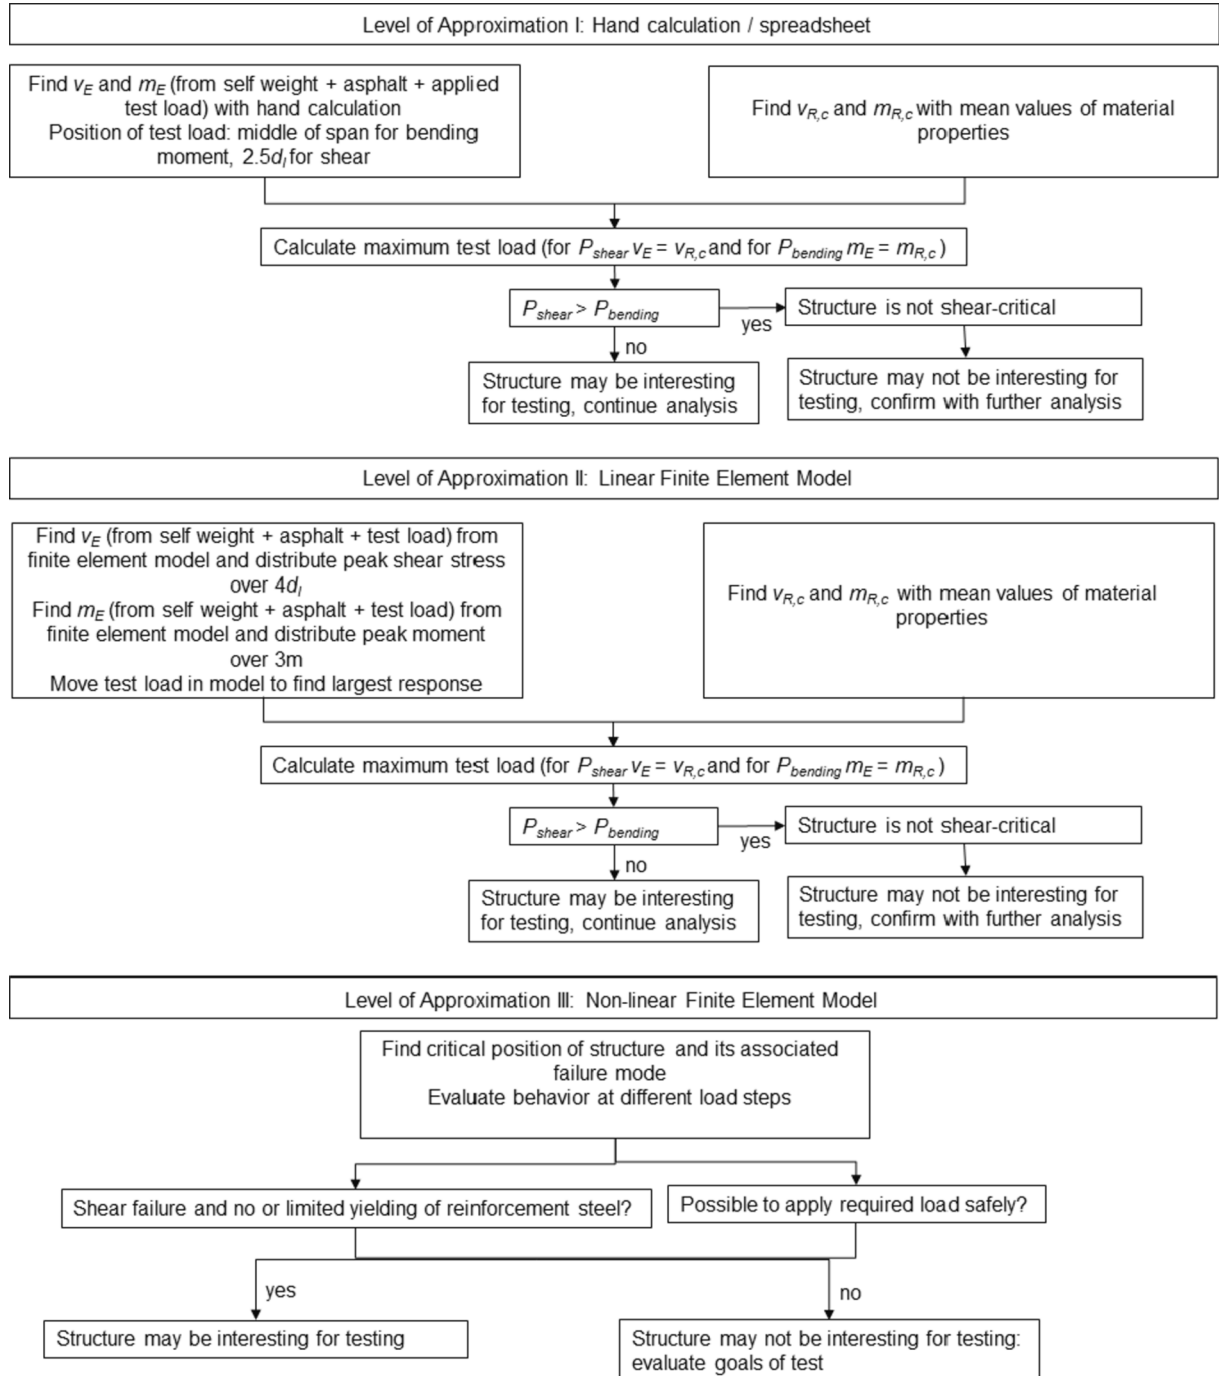 Level of Approximation I: Hand calculation / spreadsheet
Find vE and mE (from self weight + asphalt + applied
test load) with hand calculation
Position of test load: middle of span for bending
moment, 2.5dl for shear
Find vR,c and mR,c with mean values of material
properties
Calculate maximum test load (for Pshear vE = vR,c and for Pbending mE = mR,c)
Pshear > Pbending
yes
Structure is not shear-critical
no
Structure may be interesting
for testing, continue analysis
Structure may not be interesting for
testing, confirm with further analysis
Level of Approximation II: Linear Finite Element Model
Find vE (from self weight + asphalt + test load) from
finite element model and distribute peak shear stress
over 4dl
Find mE (from self weight + asphalt + test load) from
finite element model and distribute peak moment
over 3m
Move test load in model to find largest response
Find vR,c and mR,c with mean values of material
properties
Calculate maximum test load (for Pshear vE = vR,c and for Pbending mE = mR,c)
Pshear > Pbending
yes
Structure is not shear-critical
no
Structure may be interesting
for testing, continue analysis
Structure may not be interesting for
testing, confirm with further analysis
Level of Approximation III: Non-linear Finite Element Model
Find critical position of structure and its associated
failure mode
Evaluate behavior at different load steps
Shear failure and no or limited yielding of reinforcement steel?
Possible to apply required load safely?
yes
no
Structure may be interesting for testing
Structure may not be interesting for testing:
evaluate goals of test